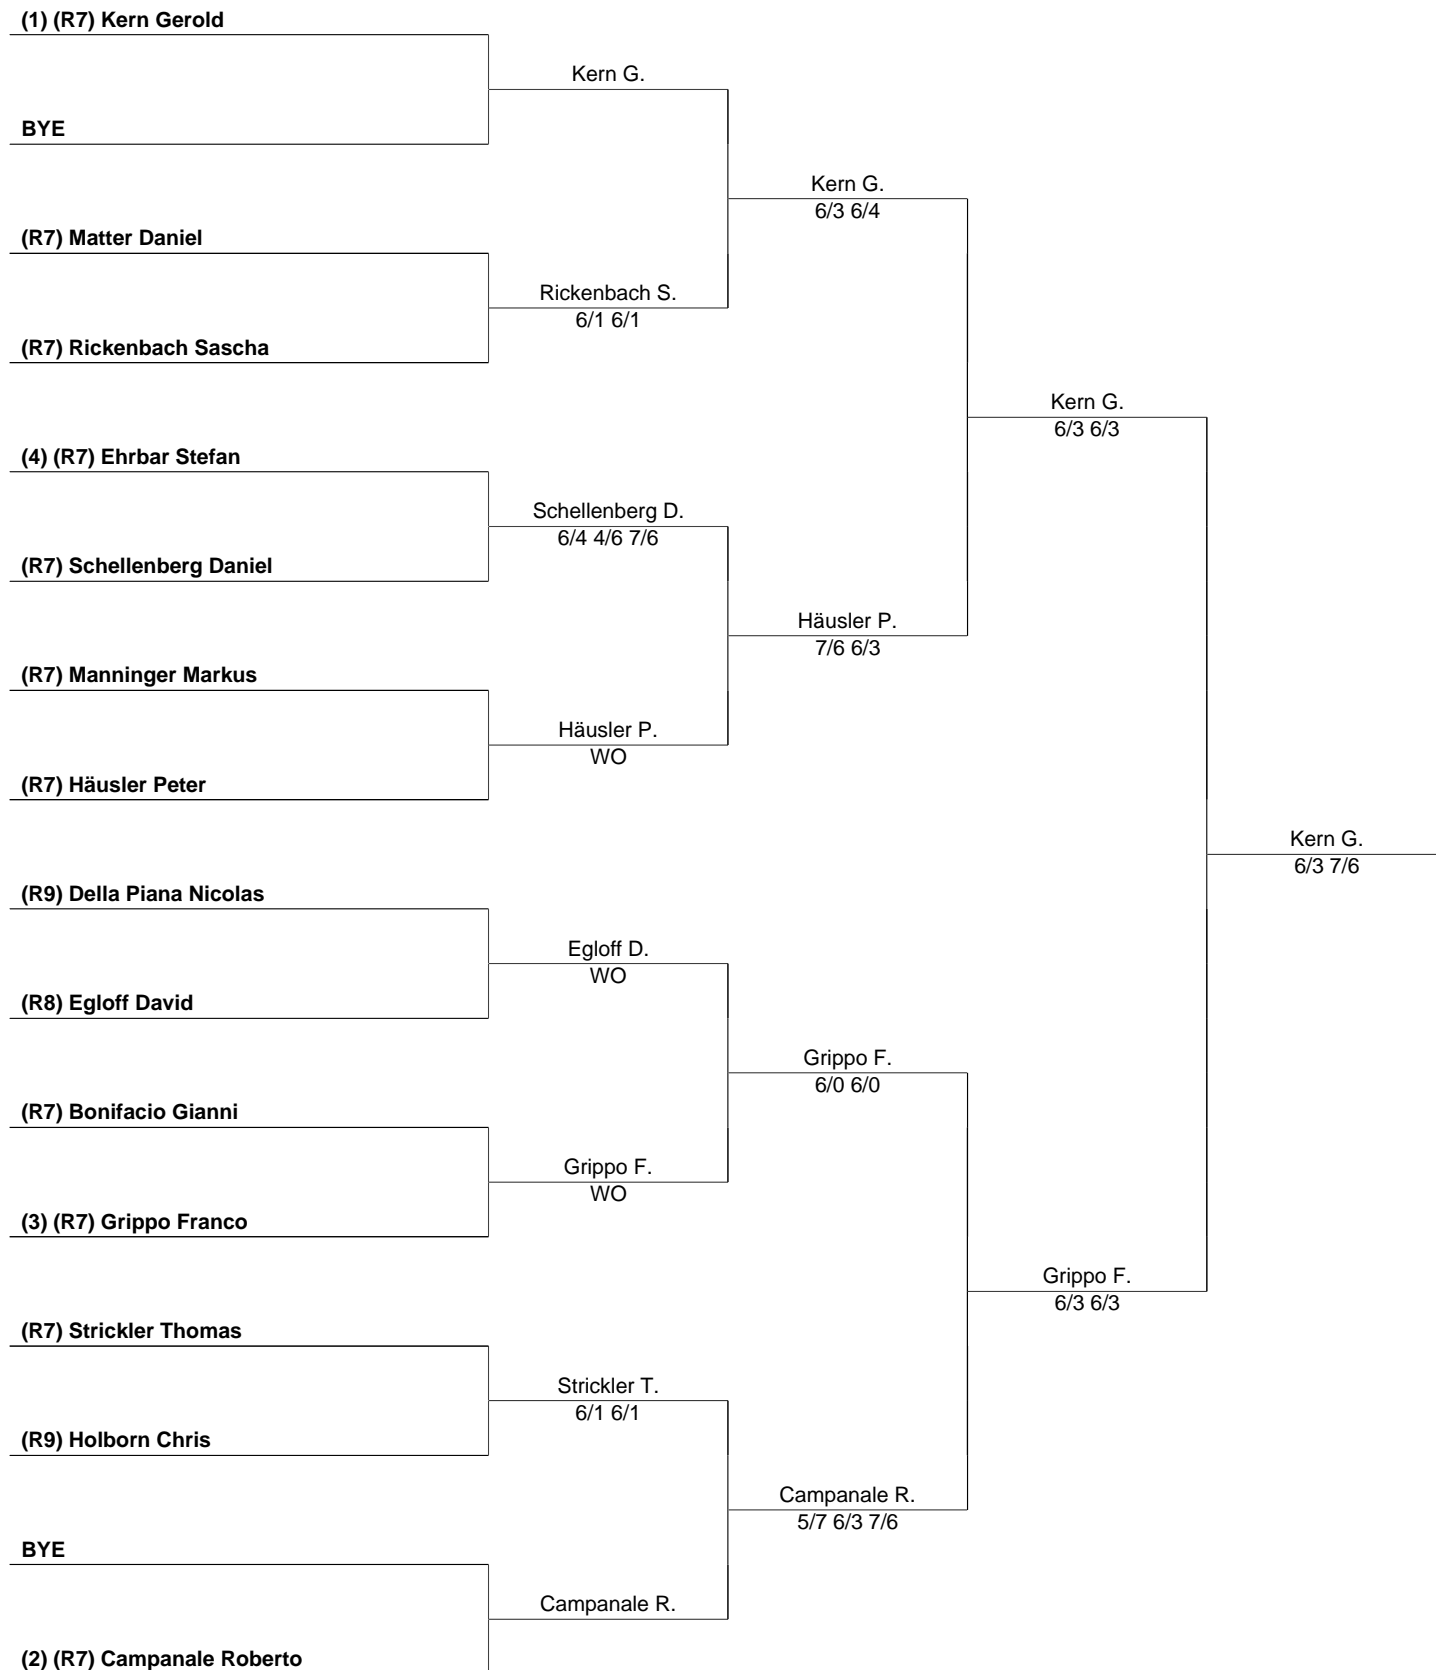 (1) (R7) Kern Gerold
Kern G.
BYE
Kern G.
6/3 6/4
(R7) Matter Daniel
Rickenbach S.
6/1 6/1
(R7) Rickenbach Sascha
Kern G.
6/3 6/3
(4) (R7) Ehrbar Stefan
Schellenberg D.
6/4 4/6 7/6
(R7) Schellenberg Daniel
Häusler P.
7/6 6/3
(R7) Manninger Markus
Häusler P.
WO
(R7) Häusler Peter
Kern G.
6/3 7/6
(R9) Della Piana Nicolas
Egloff D.
WO
(R8) Egloff David
Grippo F.
6/0 6/0
(R7) Bonifacio Gianni
Grippo F.
WO
(3) (R7) Grippo Franco
Grippo F.
6/3 6/3
(R7) Strickler Thomas
Strickler T.
6/1 6/1
(R9) Holborn Chris
Campanale R.
5/7 6/3 7/6
BYE
Campanale R.
(2) (R7) Campanale Roberto